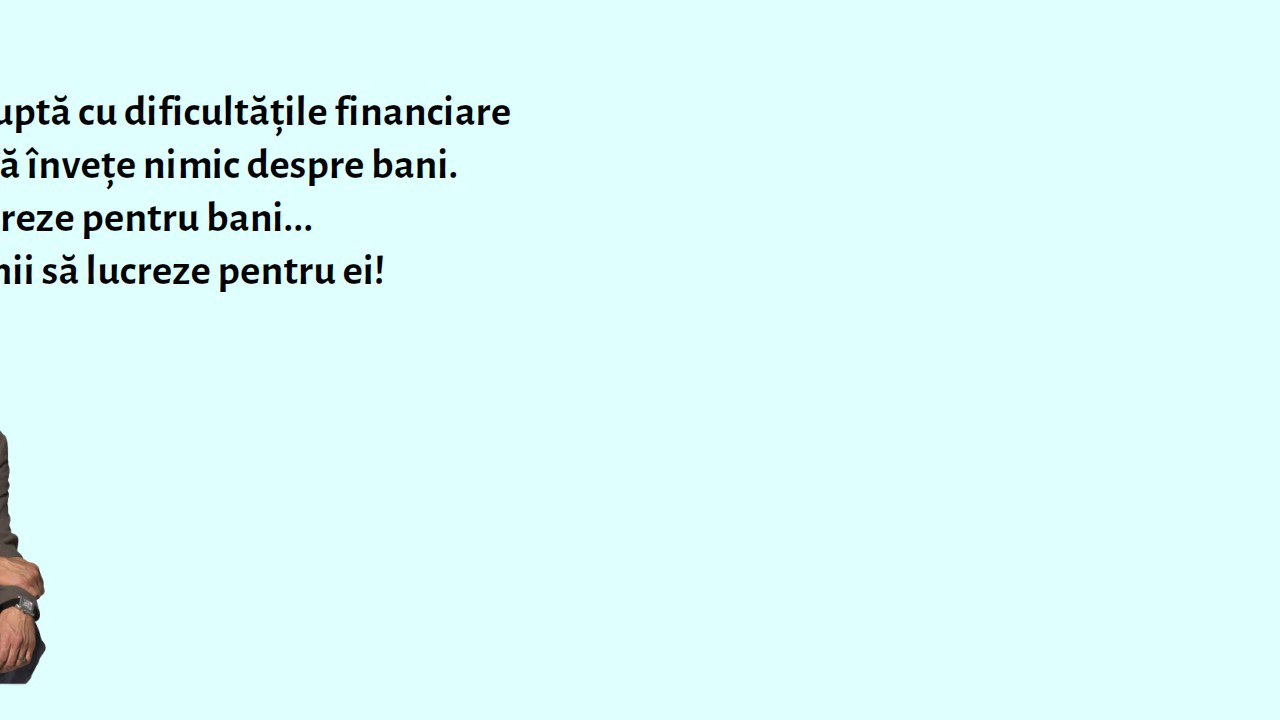 uptă cu dificultățile financiare
ă învețe nimic despre bani.
reze pentru bani...
nii să lucreze pentru ei!